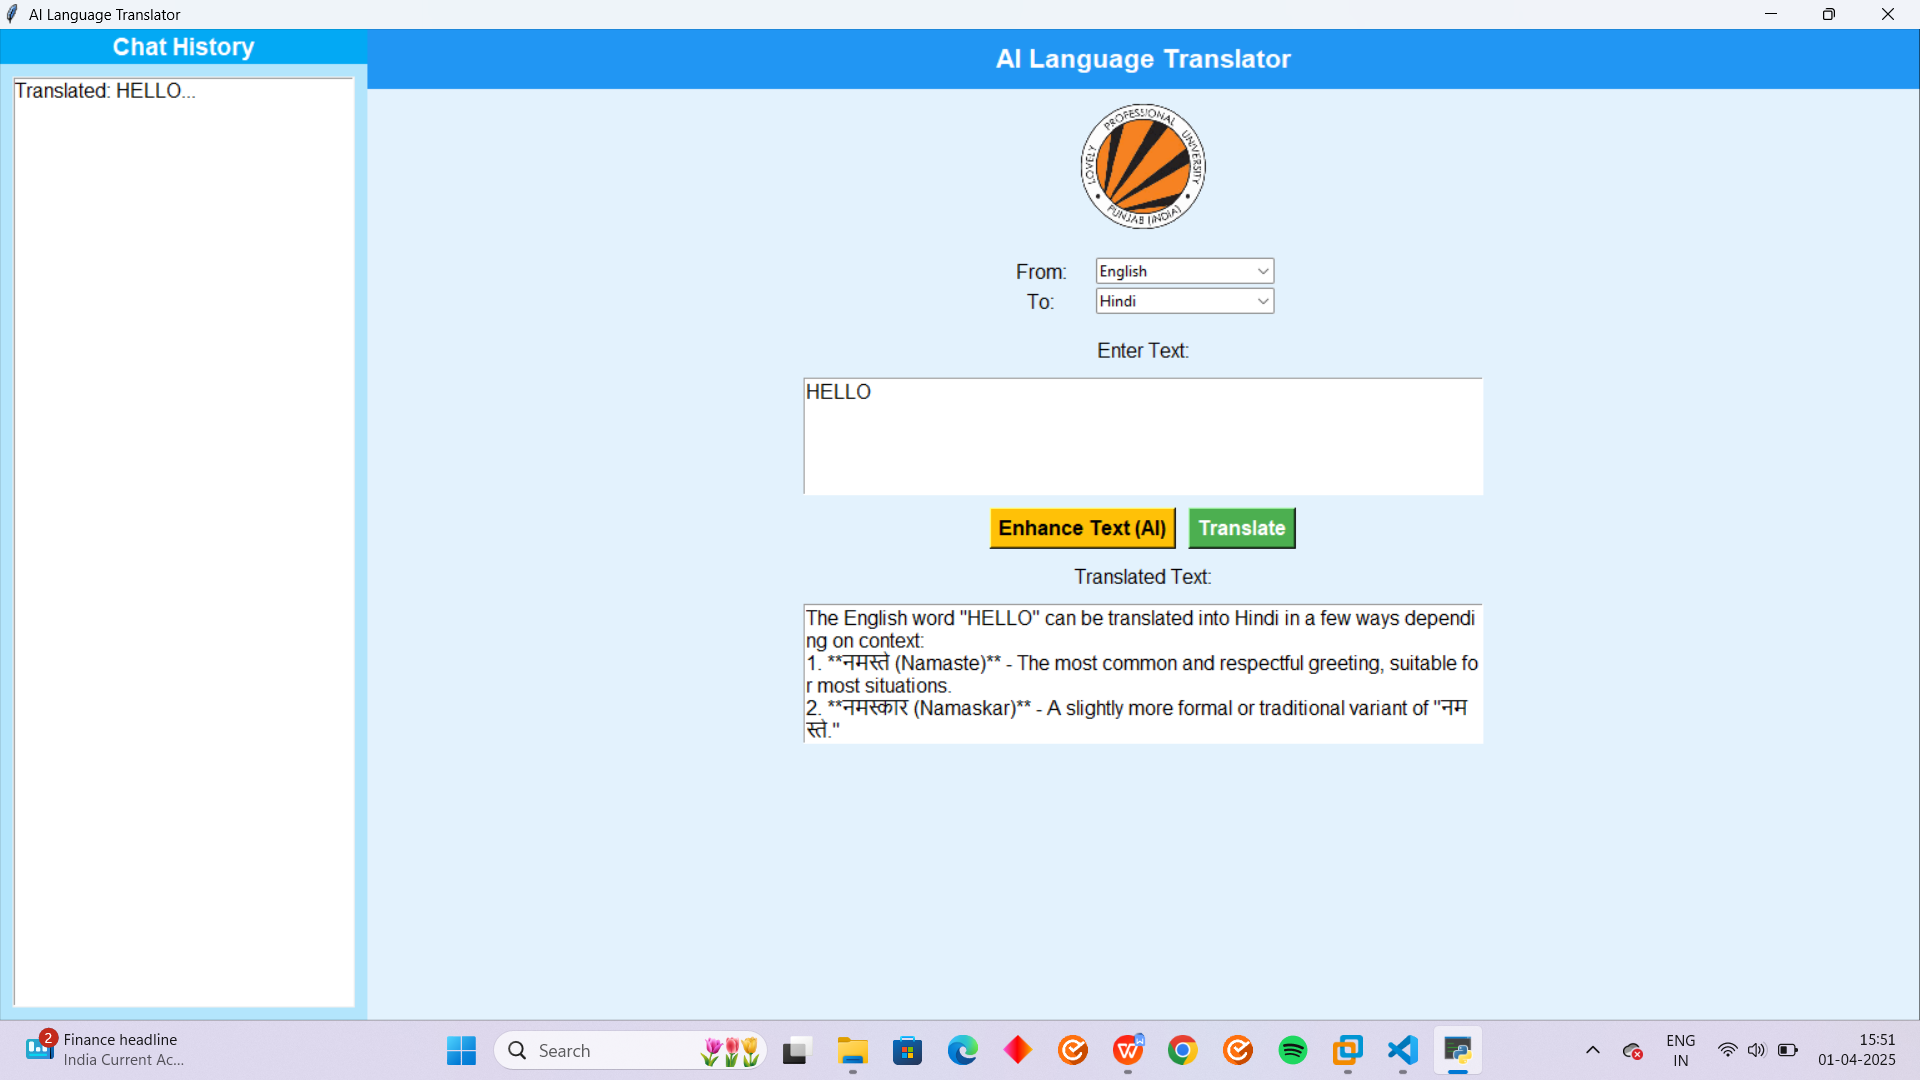 AI Language Translator
Chat History
Translated: HELLO...
AI Language Translator
LOVELY PROFESSIONAL UNIVERSITY
PUNJAB (INDIA)
From:
English
To:
Hindi
Enter Text:
HELLO
Enhance Text (AI)
Translate
Translated Text:
The English word "HELLO" can be translated into Hindi in a few ways dependi
ng on context:
1. **नमस्ते (Namaste)** - The most common and respectful greeting, suitable fo
r most situations.
2. **नमस्कार (Namaskar)** - A slightly more formal or traditional variant of "नम
स्ते."
2
Finance headline
India Current Ac...
Search
ENG
IN
15:51
01-04-2025